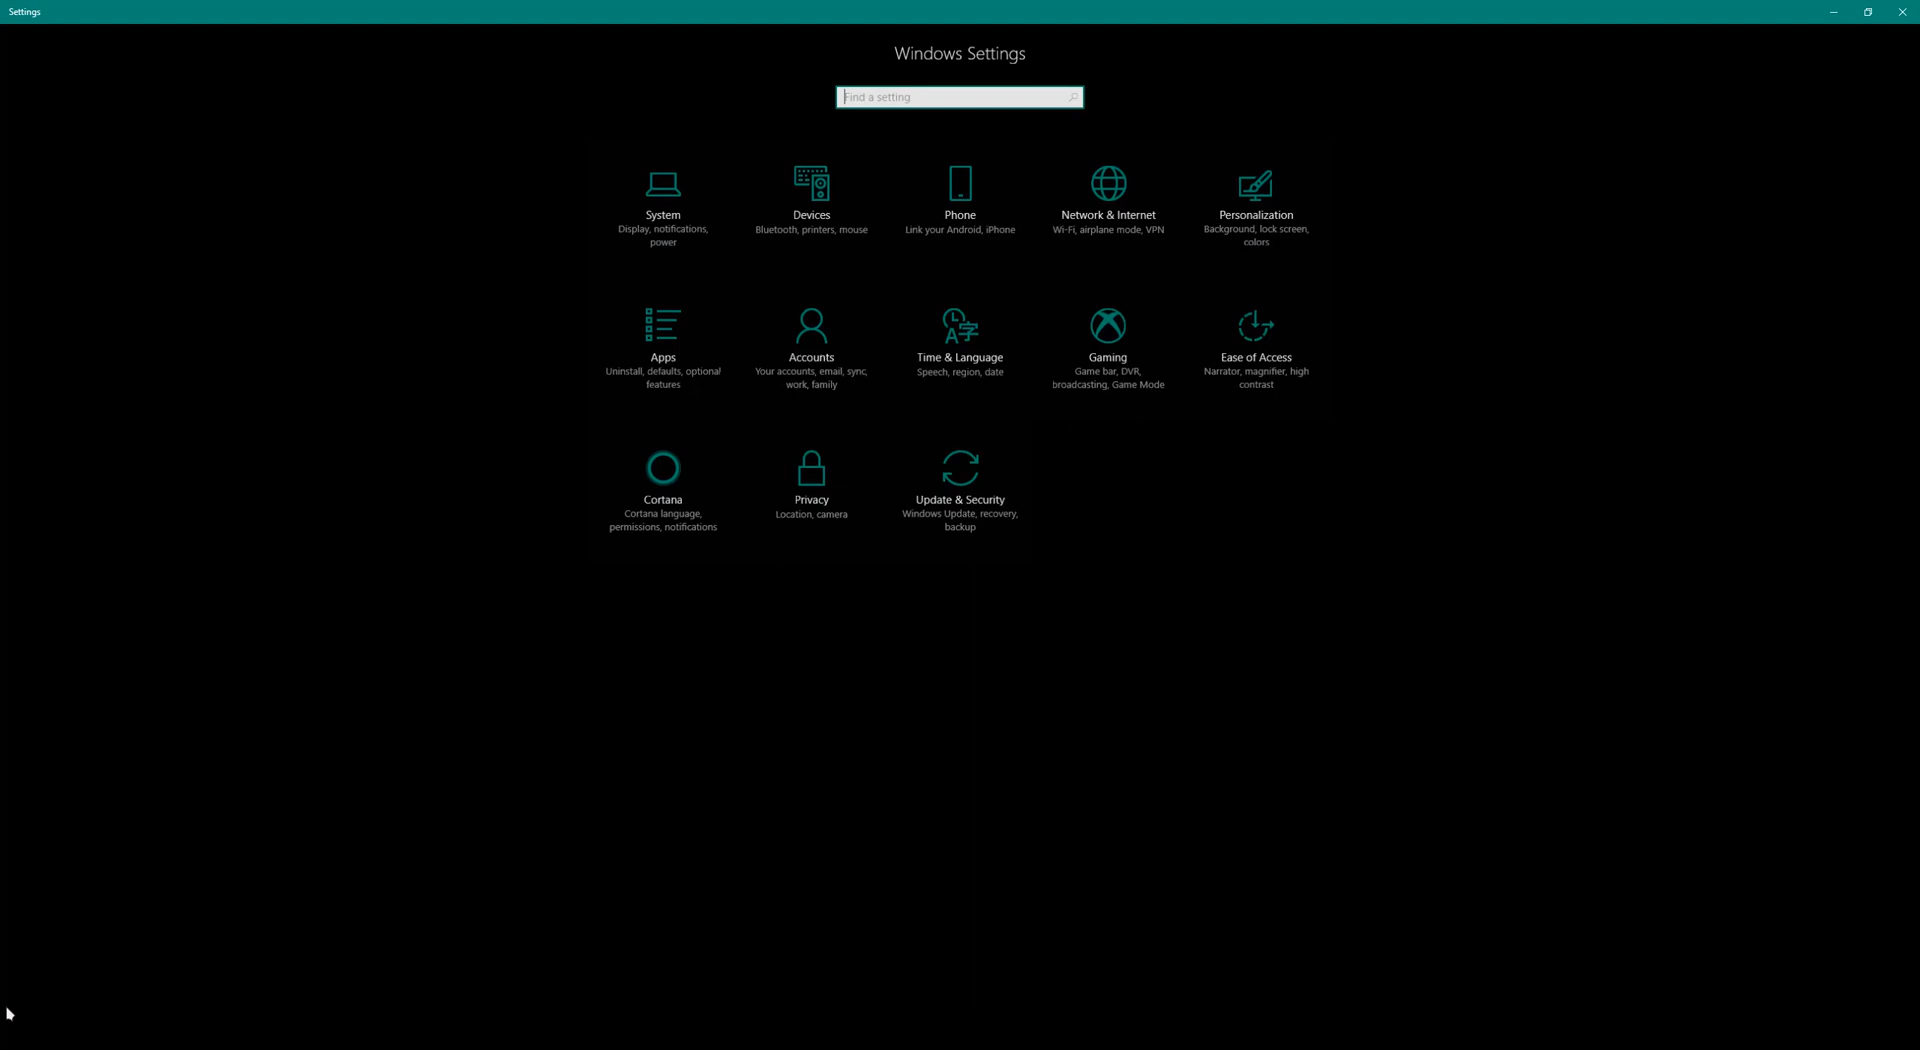 Settings
Windows Settings
Find a setting
System
Display, notifications,
power
Devices
Bluetooth, printers, mouse
Phone
Link your Android, iPhone
Network & Internet
Wi-Fi, airplane mode, VPN
Personalization
Background, lock screen,
colors
Apps
Uninstall, defaults, optional
features
Accounts
Your accounts, email, sync,
work, family
Time & Language
Speech, region, date
Gaming
Game bar, DVR,
broadcasting, Game Mode
Ease of Access
Narrator, magnifier, high
contrast
Cortana
Cortana language,
permissions, notifications
Privacy
Location, camera
Update & Security
Windows Update, recovery,
backup